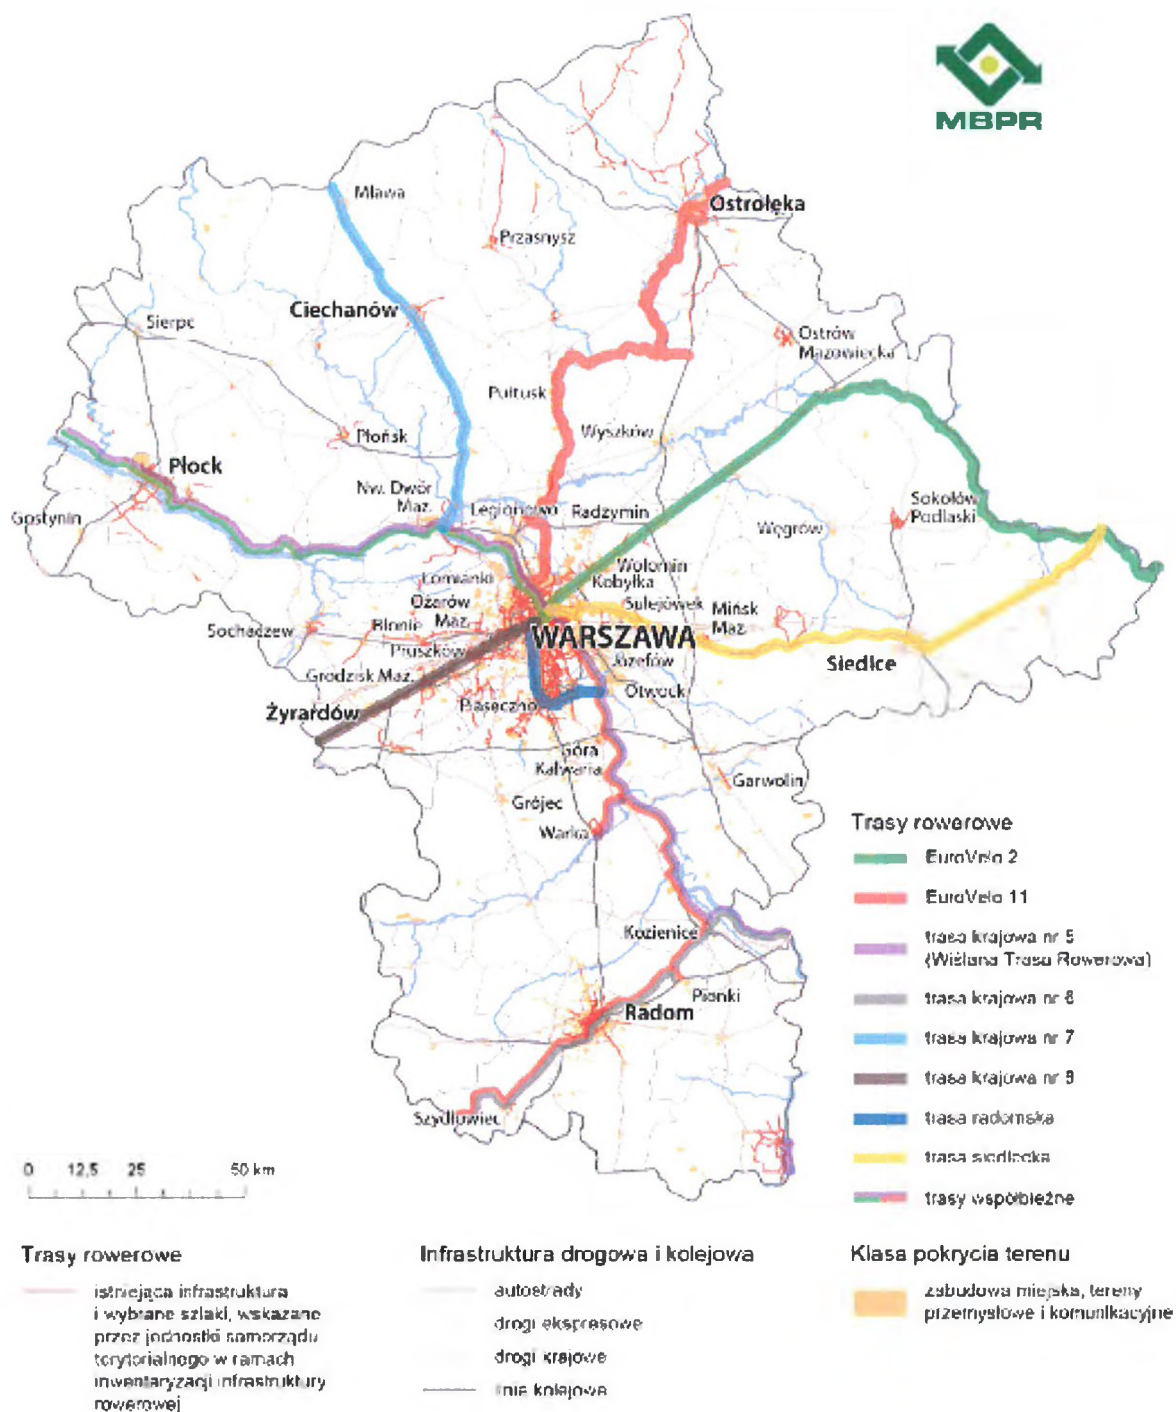 MBPR
Mława
Ostrołęka
Przasnysz
Ciechanów
Sierpc
Ostrów
Mazowiecka
Pułtusk
Płońsk
Wyszków
Płock
Nw. Dwór
Maz.
Legionowo
Radzymin
Sokołów
Podlaski
Węgrów
Gostynin
Wołomin
Kobyłka
Łomianki
Ożarów
Maz.
Sulejówek
Mińsk
Maz.
Sochaczew
Błonie
WARSZAWA
Pruszków
Józefów
Siedlce
Grodzisk Maz.
Otwock
Żyrardów
Piaseczno
Góra
Kalwaria
Garwolin
Grójec
Warka
Kozienice
Pionki
Radom
Szydłowiec
Trasy rowerowe
EuroVelo 2
EuroVelo 11
trasa krajowa nr 5
(Wiślana Trasa Rowerowa)
trasa krajowa nr 6
trasa krajowa nr 7
trasa krajowa nr
trasa radomska
trasa siedlecka
trasy współbieżne
0 12,5 25 50 km
Trasy rowerowe
istniejąca infrastruktura
i wybrane szlaki, wskazane
przez jednostki samorządu
terytorialnego w ramach
inwentaryzacji infrastruktury
rowerowej
Infrastruktura drogowa i kolejowa
autostrady
drogi ekspresowe
drogi krajowe
linie kolejowe
Klasa pokrycia terenu
zabudowa miejska, tereny
przemysłowe i komunikacyjne